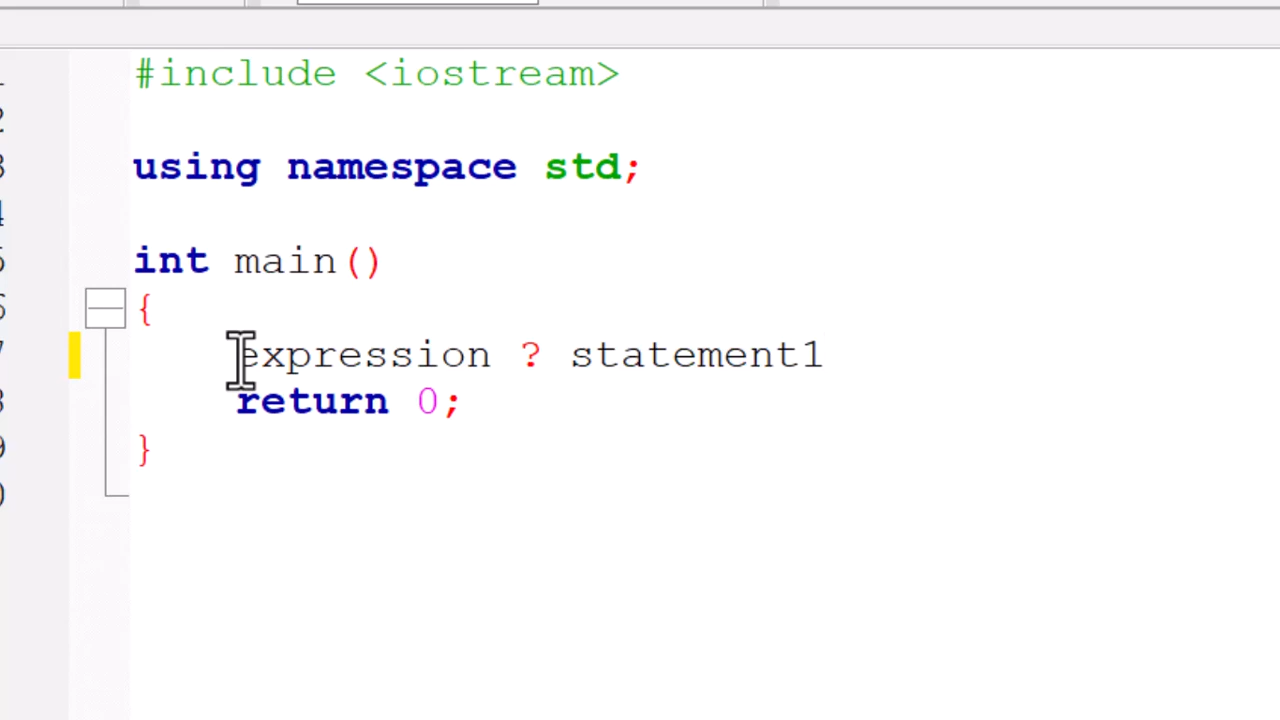 #include <iostream>
using namespace std;
int main()
{
expression ? statement1
return 0;
}